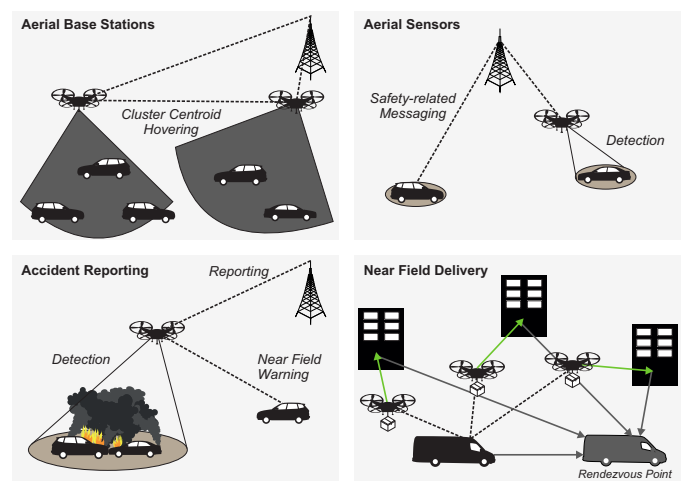 Aerial Base Stations
Cluster Centroid
Hovering
Aerial Sensors
Safety-related
Messaging
Detection
Accident Reporting
Reporting
Detection
Near Field
Warning
Near Field Delivery
Rendezvous Point